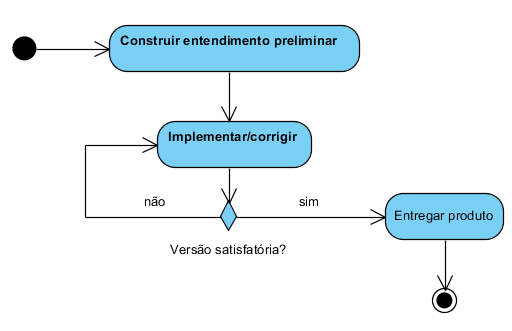 Construir entendimento preliminar
Implementar/corrigir
não
sim
Entregar produto
Versão satisfatória?